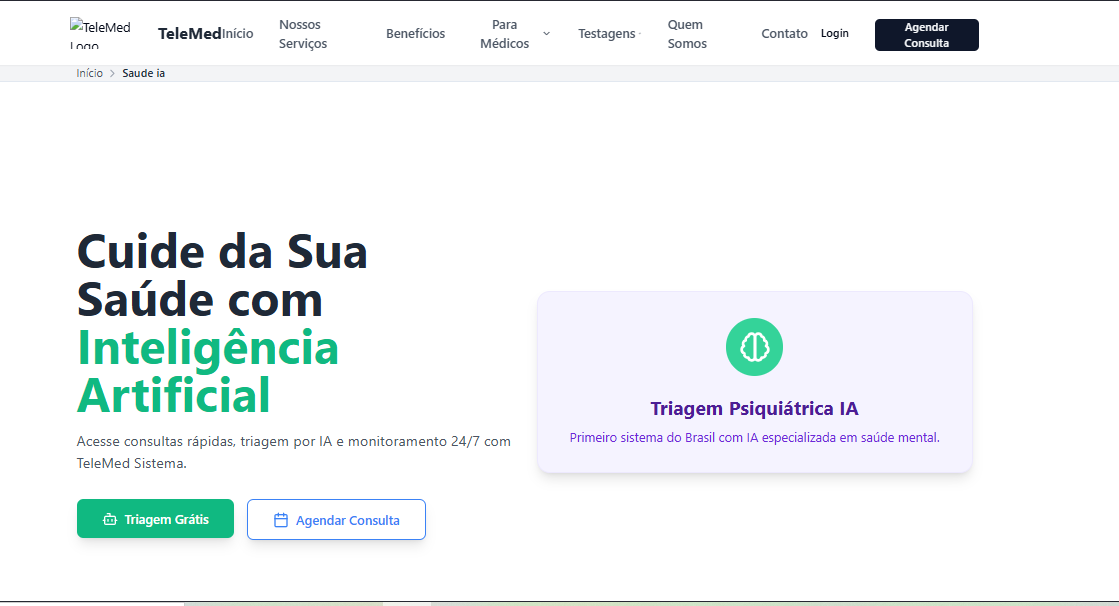 TeleMed Logo
TeleMed
Início
Nossos Serviços
Benefícios
Para Médicos
Testagens
Quem Somos
Contato
Login
Agendar Consulta
Início > Saude ia
Cuide da Sua
Saúde com
Inteligência
Artificial
Acesse consultas rápidas, triagem por IA e monitoramento 24/7 com
TeleMed Sistema.
Triagem Grátis
Agendar Consulta
Triagem Psiquiátrica IA
Primeiro sistema do Brasil com IA especializada em saúde mental.